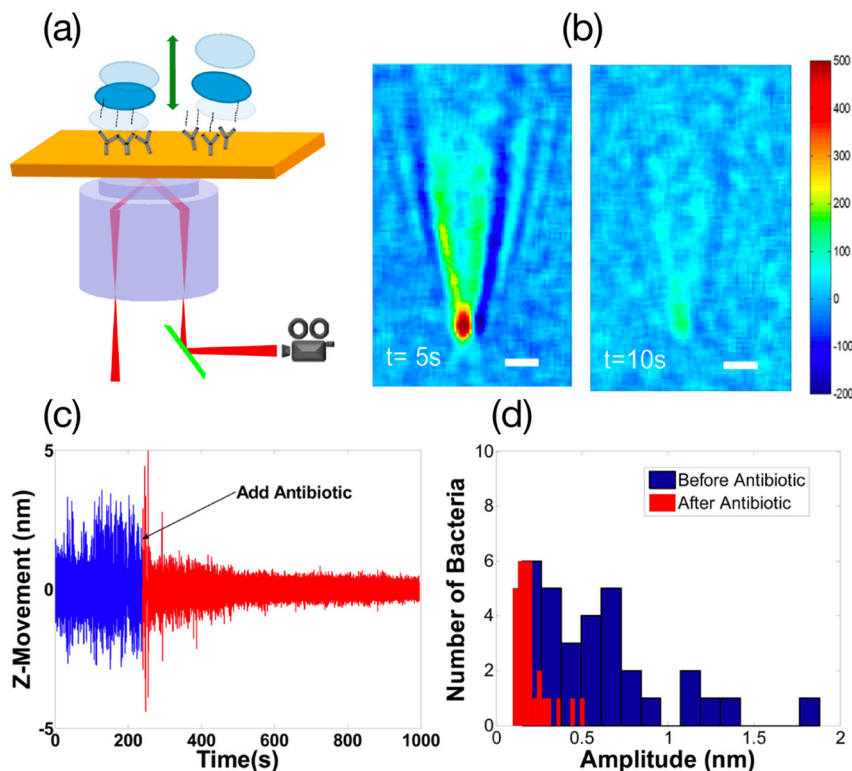 (a)
(b)
t= 5s
t=10s
500
400
300
200
100
0
-100
-200
(c)
5
0
-5
Z-Movement (nm)
Add Antibiotic
0 200 400 600 800 1000
Time(s)
(d)
10
8
6
4
2
0
Number of Bacteria
Before Antibiotic
After Antibiotic
0 0.5 1 1.5 2
Amplitude (nm)